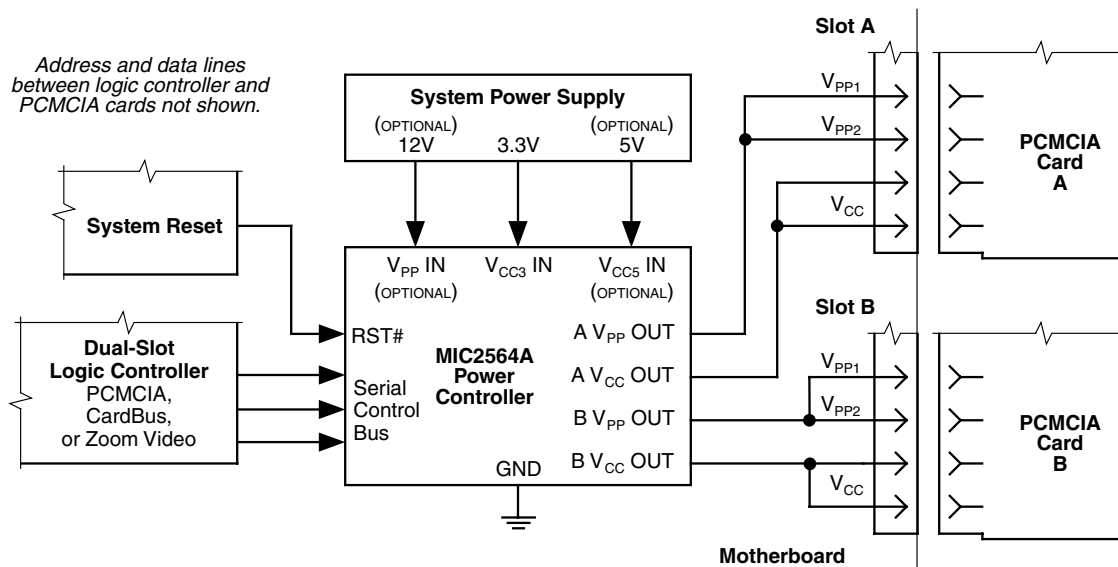 Address and data lines
between logic controller and
PCMCIA cards not shown.
System Reset
Dual-Slot
Logic Controller
PCMCIA,
CardBus,
or Zoom Video
System Power Supply
(OPTIONAL) (OPTIONAL)
12V 3.3V 5V
VPP IN VCC3 IN VCC5 IN
(OPTIONAL) (OPTIONAL)
RST#
Serial
Control
Bus
MIC2564A
Power
Controller
A VPP OUT
A VCC OUT
B VPP OUT
B VCC OUT
GND
Slot A
VPP1
VPP2
VCC
PCMCIA
Card
A
Slot B
VPP1
VPP2
VCC
PCMCIA
Card
B
Motherboard